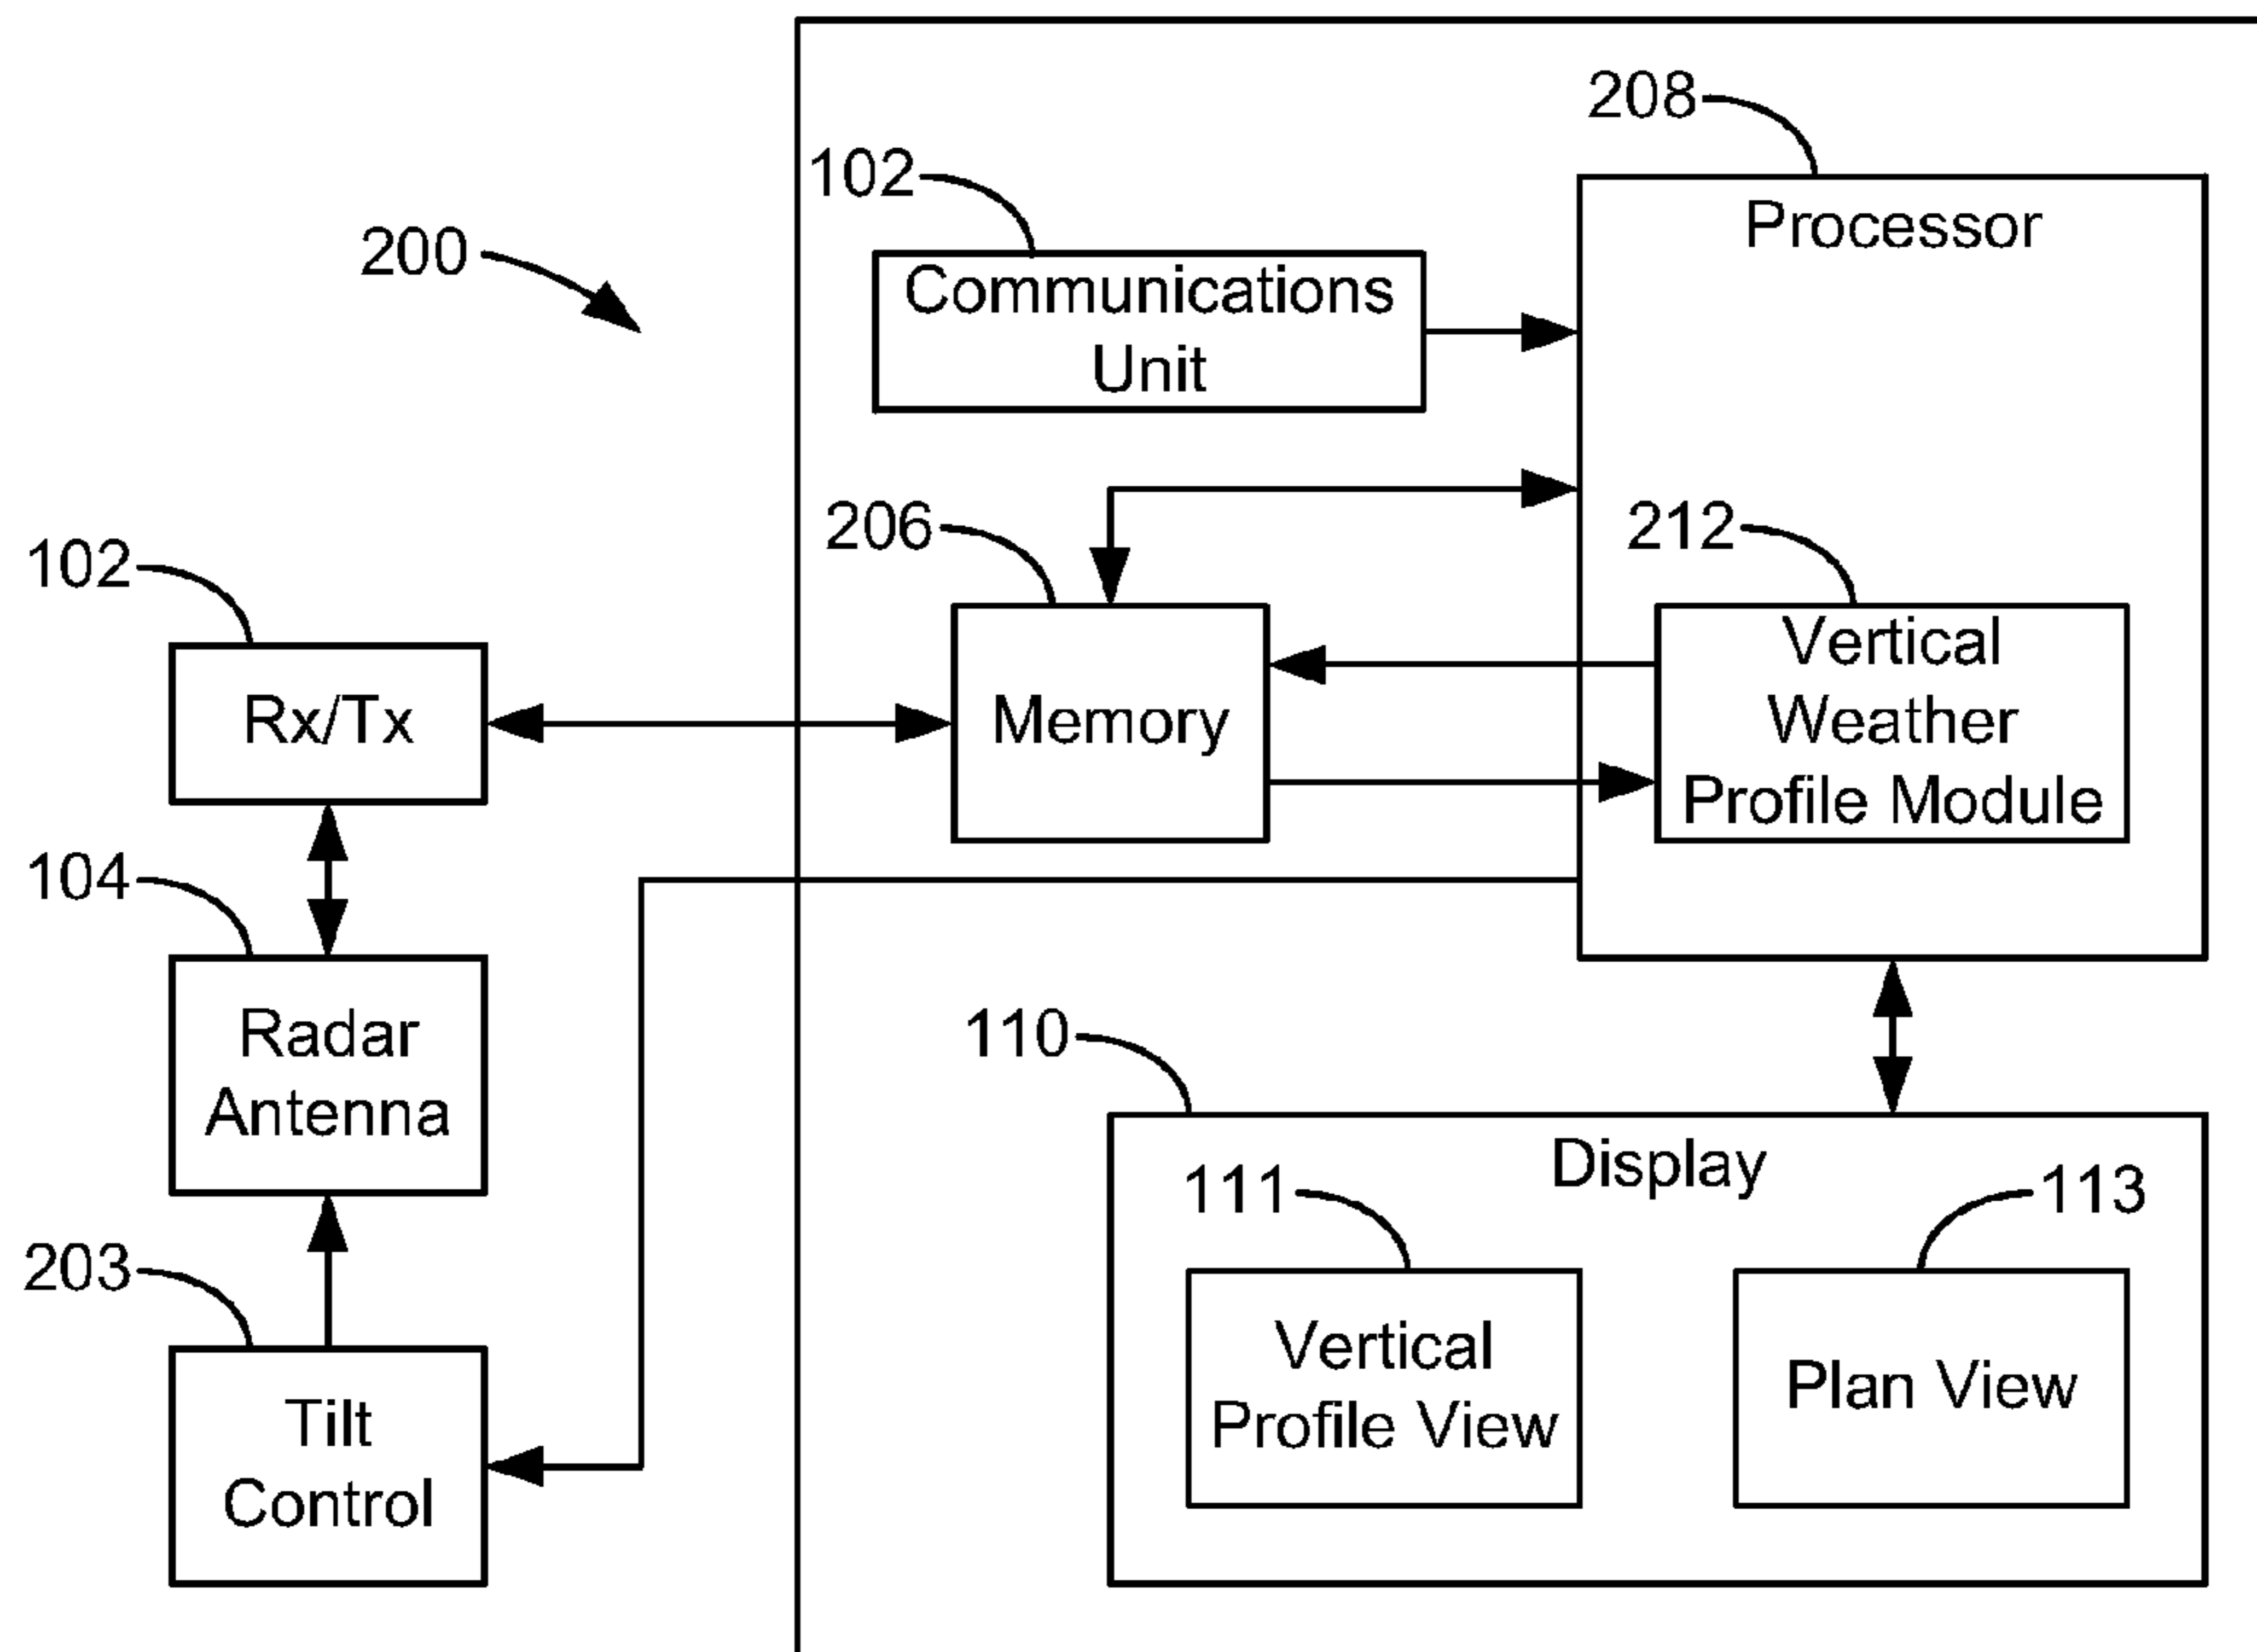 208
Processor
102
Communications
Unit
200
206
212
Memory
Vertical
Weather
Profile Module
102
Rx/Tx
104
Radar
Antenna
110
Display
111
113
Vertical
Profile View
Plan View
203
Tilt
Control